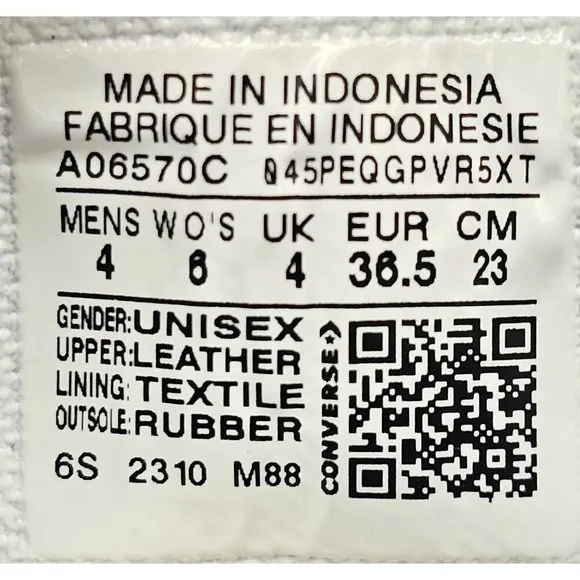 MADE IN INDONESIA
FABRIQUE EN INDONESIE
A06570C 045PEQGPVR5XT
MENS WO'S UK EUR CM
4 6 4 36.5 23
GENDER:UNISEX
UPPER:LEATHER
LINING: TEXTILE
OUTSOLE:RUBBER
CONVERSE
6S 2310 M88